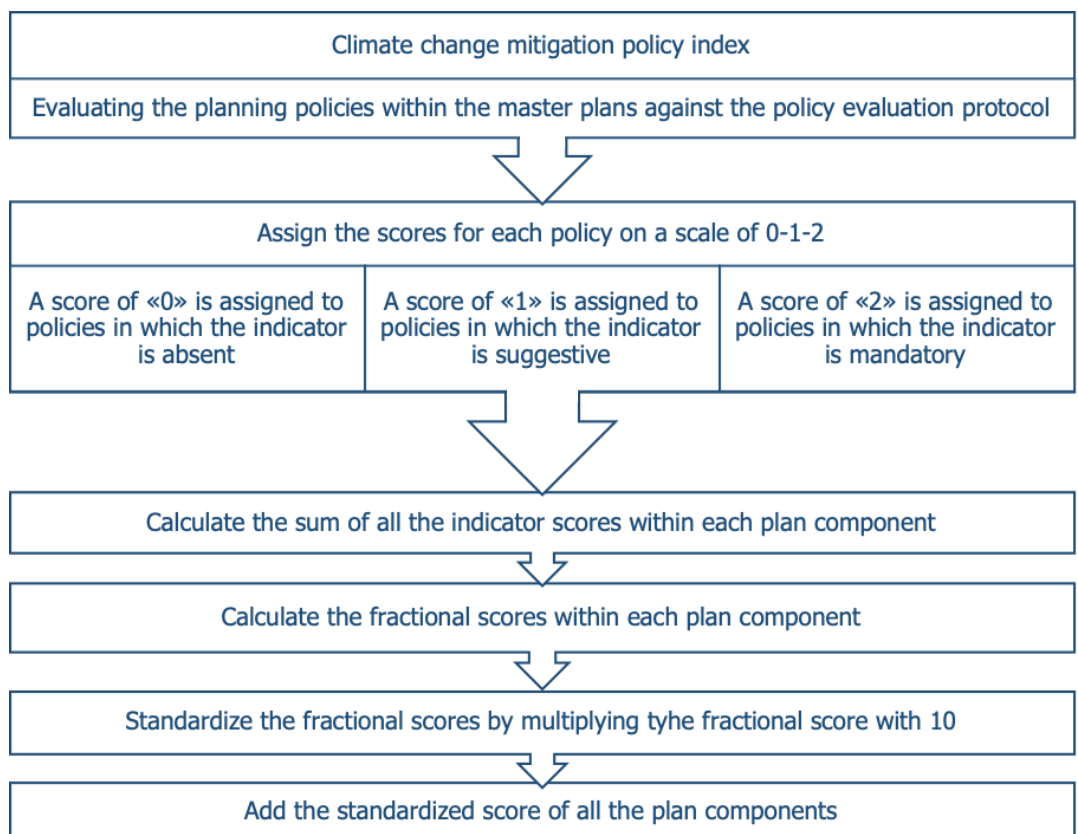 Climate change mitigation policy index
Evaluating the planning policies within the master plans against the policy evaluation protocol
Assign the scores for each policy on a scale of 0-1-2
A score of «0» is assigned to
policies in which the indicator
is absent
A score of «1» is assigned to
policies in which the indicator
is suggestive
A score of «2» is assigned to
policies in which the indicator
is mandatory
Calculate the sum of all the indicator scores within each plan component
Calculate the fractional scores within each plan component
Standardize the fractional scores by multiplying tyhe fractional score with 10
Add the standardized score of all the plan components